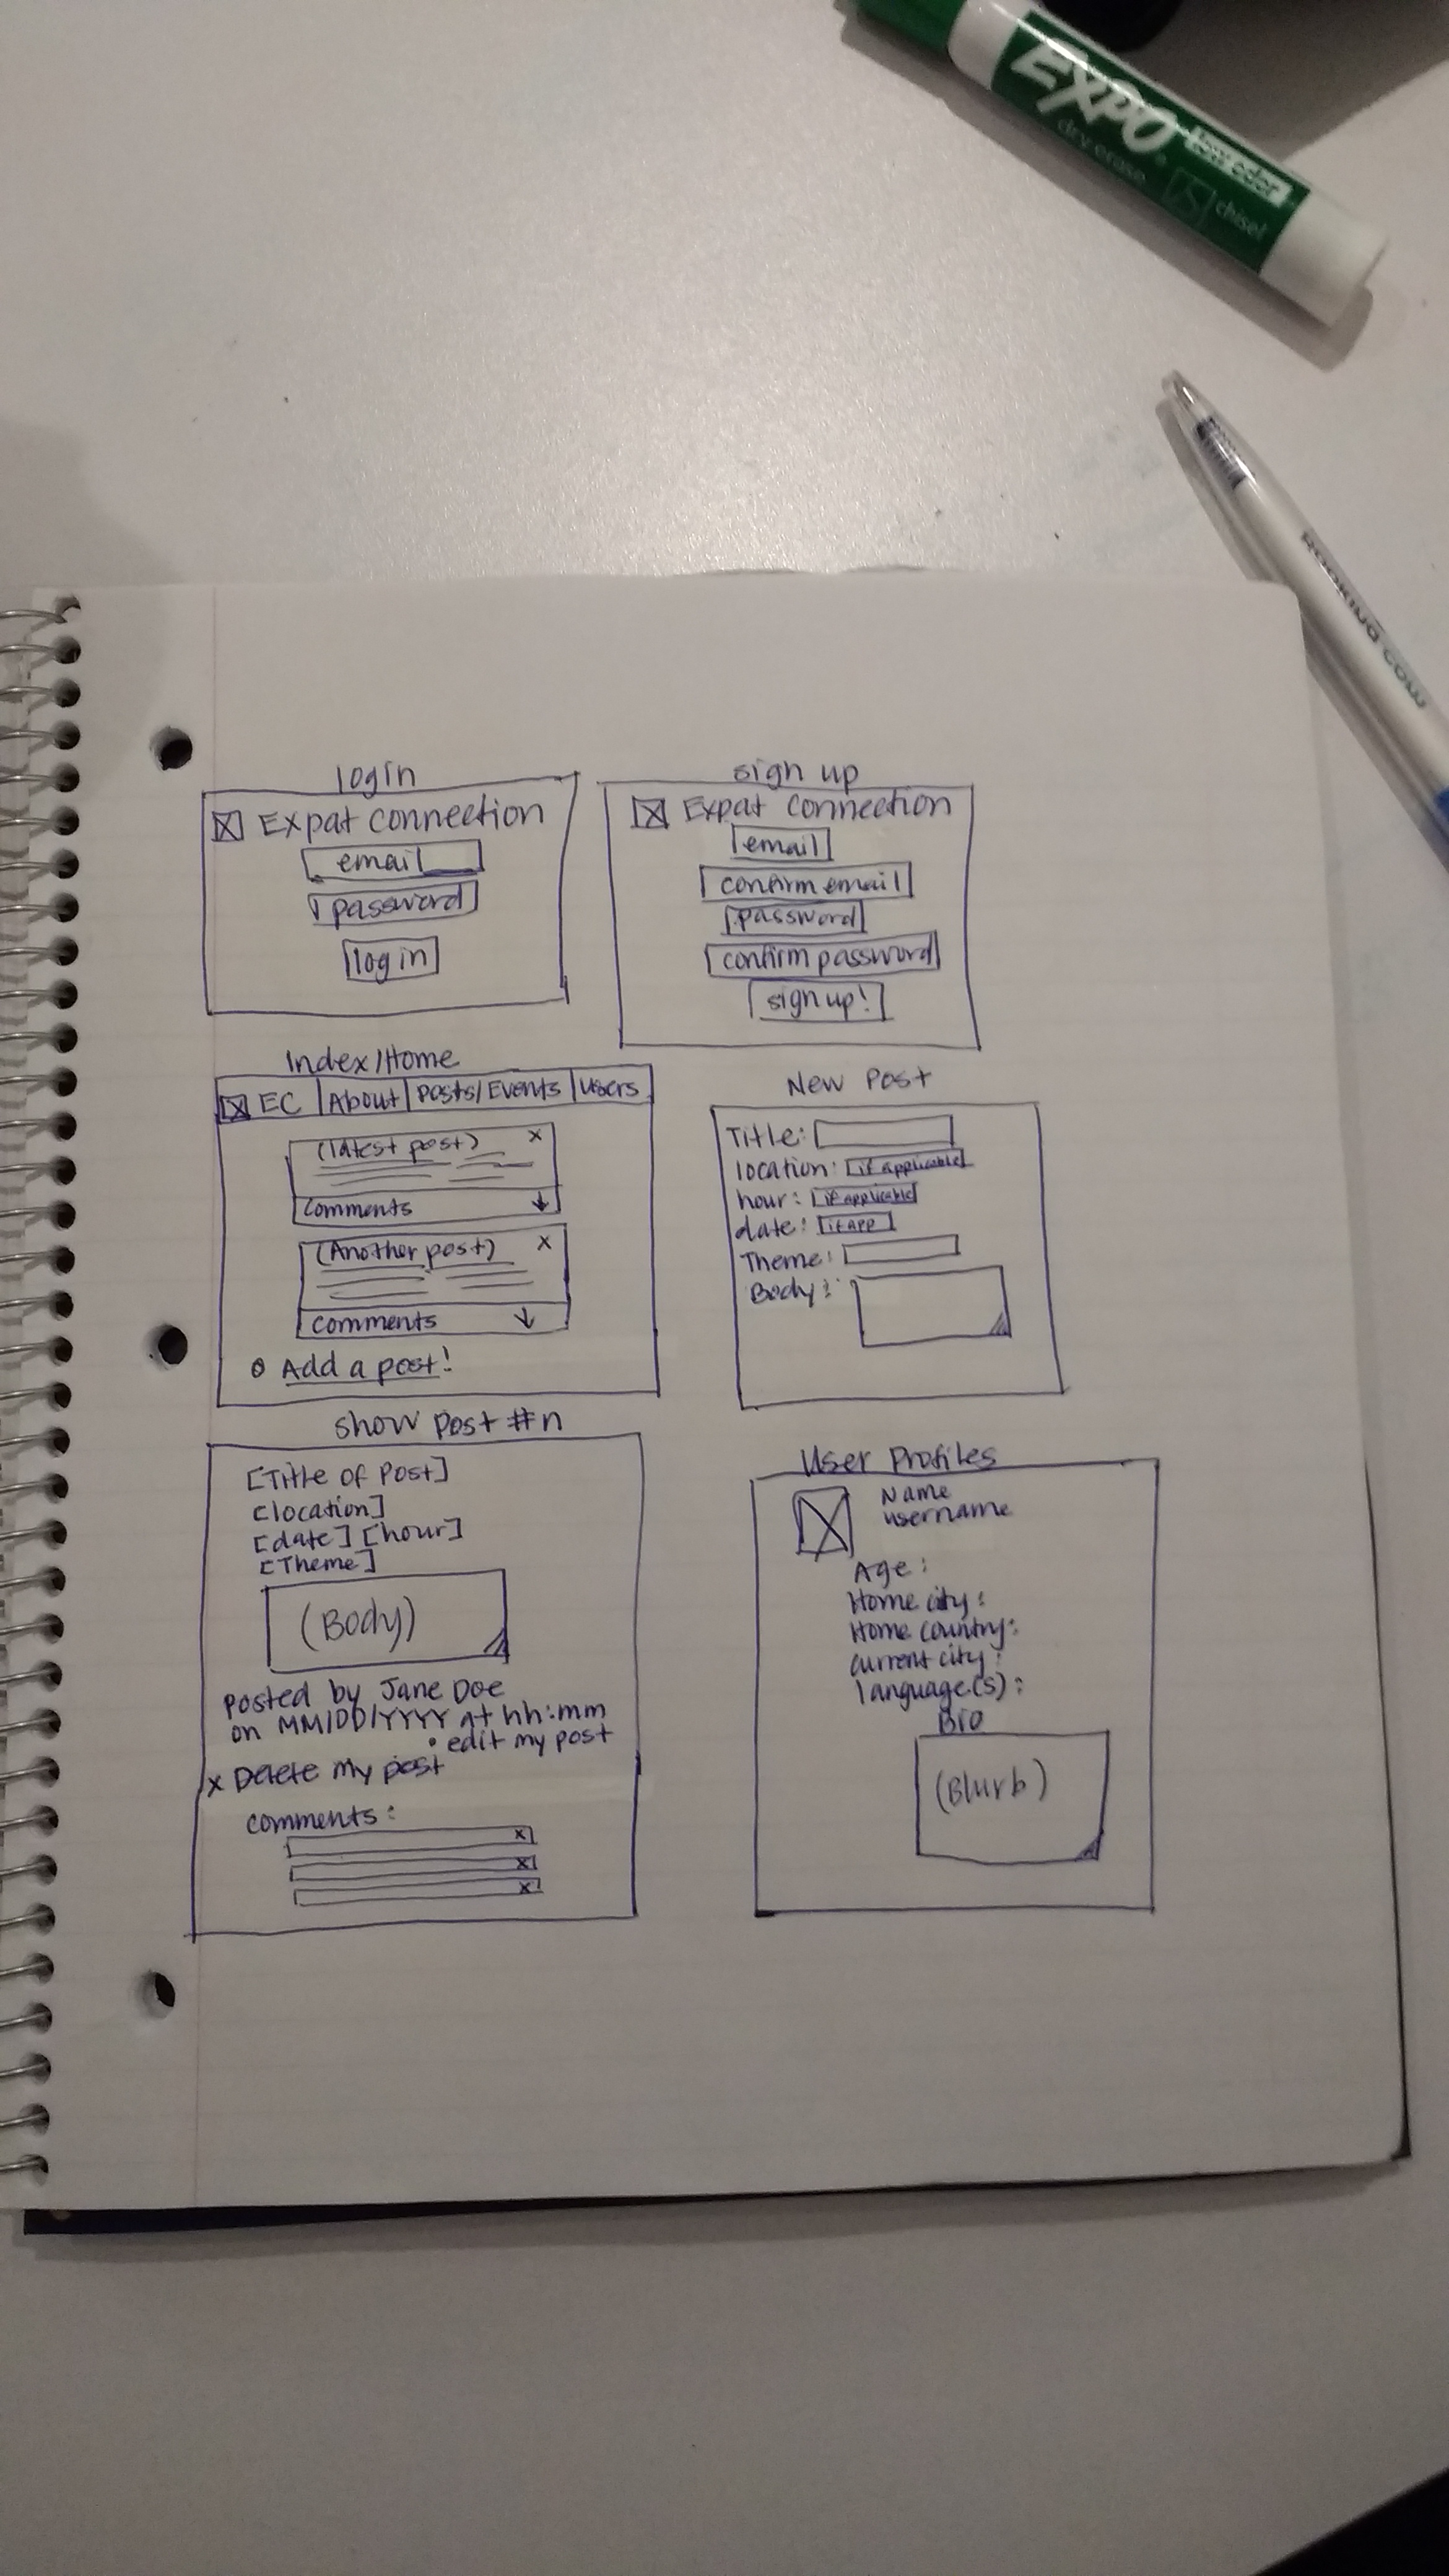 EXPO
low odor
dry erase
chisel
BOOKING.COM
login
Expat connection
email
password
log in
sign up
Expat connection
email
confirm email
password
confirm password
sign up!
Index/Home
EC About Posts/Events Users
(latest post) x
Comments ↓
(Another post) x
comments ↓
Add a post!
New Post
Title:
location: if applicable
hour: if applicable
date: if app
Theme:
Body:
show post #n
[Title of Post]
[location]
[date] [hour]
[Theme]
(Body)
posted by Jane Doe
on MM/DD/YYYY at hh:mm
• edit my post
x Delete my post
comments:
x
x
x
User Profiles
Name
username
Age:
Home city:
Home country:
current city:
language(s):
Bio
(Blurb)